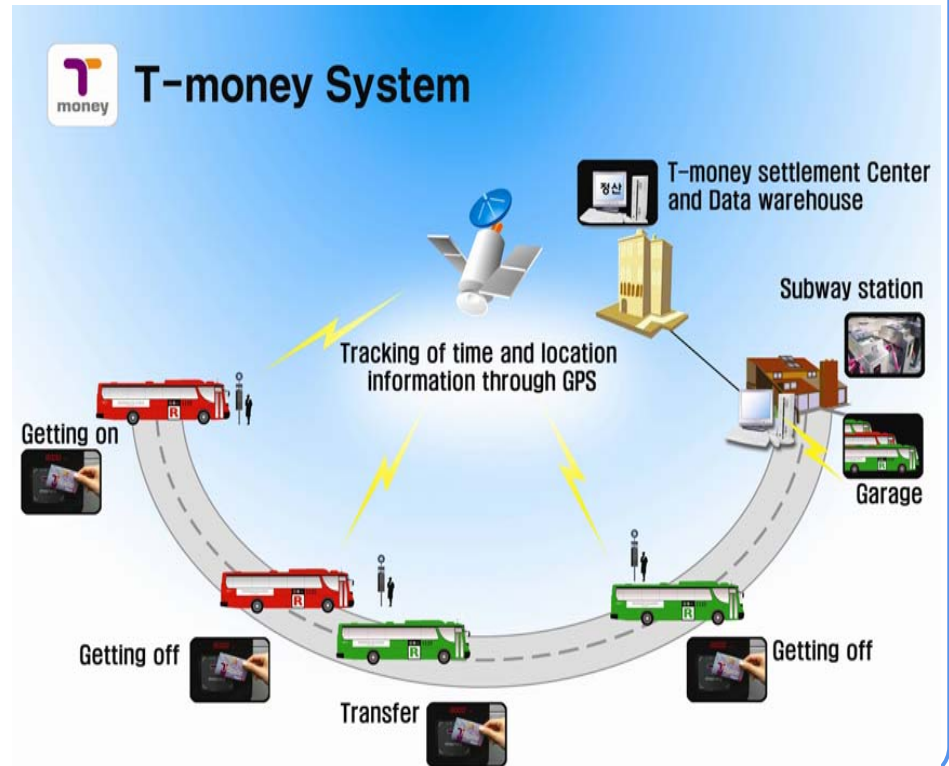 T
money
T-money System
정산
T-money settlement Center
and Data warehouse
Subway station
Tracking of time and location
information through GPS
R
Getting on
Garage
R
R
R
Getting off
Getting off
Transfer